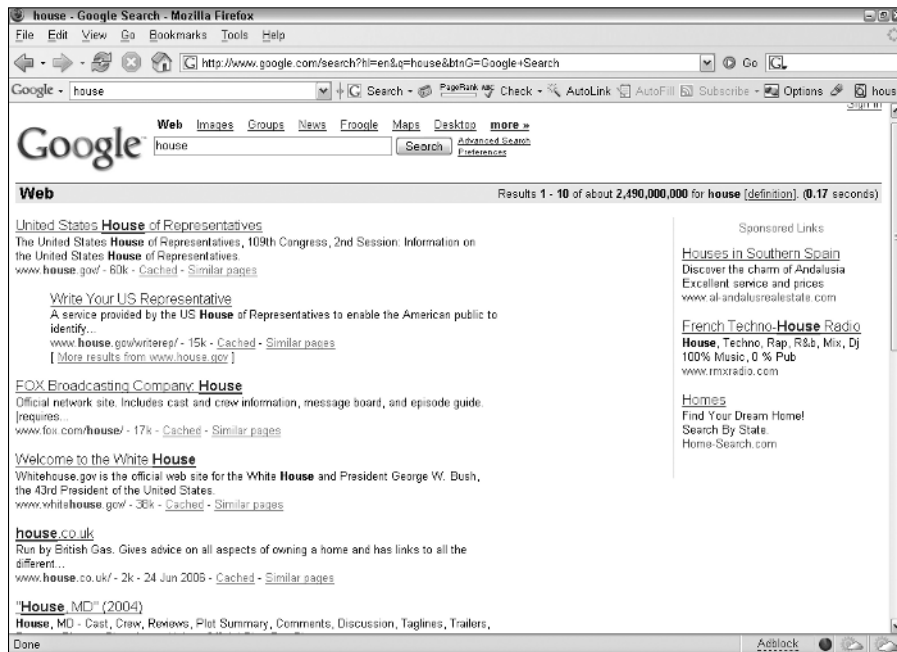 house - Google Search - Mozilla Firefox
File Edit View Go Bookmarks Tools Help
http://www.google.com/search?hl=en&q=house&btnG=Google+Search Go
Google - house Search - PageRank Check - AutoLink AutoFill Subscribe - Options hous
Sign in
Web Images Groups News Froogle Maps Desktop more »
Google™
house Search Advanced Search
Preferences
Web Results 1 - 10 of about 2,490,000,000 for house [definition]. (0.17 seconds)
United States House of Representatives
The United States House of Representatives, 109th Congress, 2nd Session: Information on
the United States House of Representatives.
www.house.gov/ - 60k - Cached - Similar pages
Write Your US Representative
A service provided by the US House of Representatives to enable the American public to
identify...
www.house.gov/writerep/ - 15k - Cached - Similar pages
[ More results from www.house.gov ]
FOX Broadcasting Company: House
Official network site. Includes cast and crew information, message board, and episode guide.
[requires...
www.fox.com/house/ - 17k - Cached - Similar pages
Welcome to the White House
Whitehouse.gov is the official web site for the White House and President George W. Bush,
the 43rd President of the United States.
www.whitehouse.gov/ - 36k - Cached - Similar pages
house.co.uk
Run by British Gas. Gives advice on all aspects of owning a home and has links to all the
different...
www.house.co.uk/ - 2k - 24 Jun 2006 - Cached - Similar pages
"House, MD" (2004)
House, MD - Cast, Crew, Reviews, Plot Summary, Comments, Discussion, Taglines, Trailers,
Sponsored Links
Houses in Southern Spain
Discover the charm of Andalusia
Excellent service and prices
www.al-andalusrealestate.com
French Techno-House Radio
House, Techno, Rap, R&b, Mix, Dj
100% Music, 0 % Pub
www.rmxradio.com
Homes
Find Your Dream Home!
Search By State.
Home-Search.com
Done Adblock